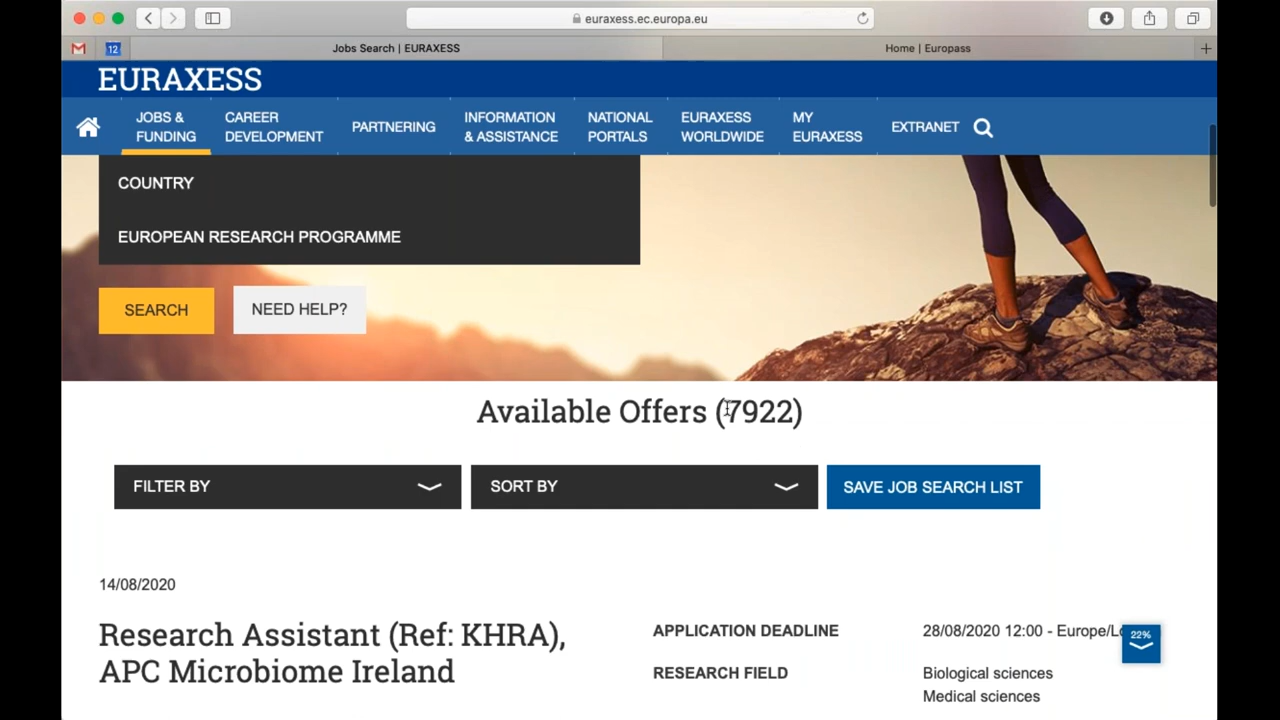 euraxess.ec.europa.eu
12
Jobs Search | EURAXESS
Home | Europass
EURAXESS
JOBS &
FUNDING
CAREER
DEVELOPMENT
PARTNERING
INFORMATION
& ASSISTANCE
NATIONAL
PORTALS
EURAXESS
WORLDWIDE
MY
EURAXESS
EXTRANET
COUNTRY
EUROPEAN RESEARCH PROGRAMME
SEARCH
NEED HELP?
Available Offers (7922)
FILTER BY
SORT BY
SAVE JOB SEARCH LIST
14/08/2020
Research Assistant (Ref: KHRA),
APC Microbiome Ireland
APPLICATION DEADLINE
28/08/2020 12:00 - Europe/Lo
22%
RESEARCH FIELD
Biological sciences
Medical sciences